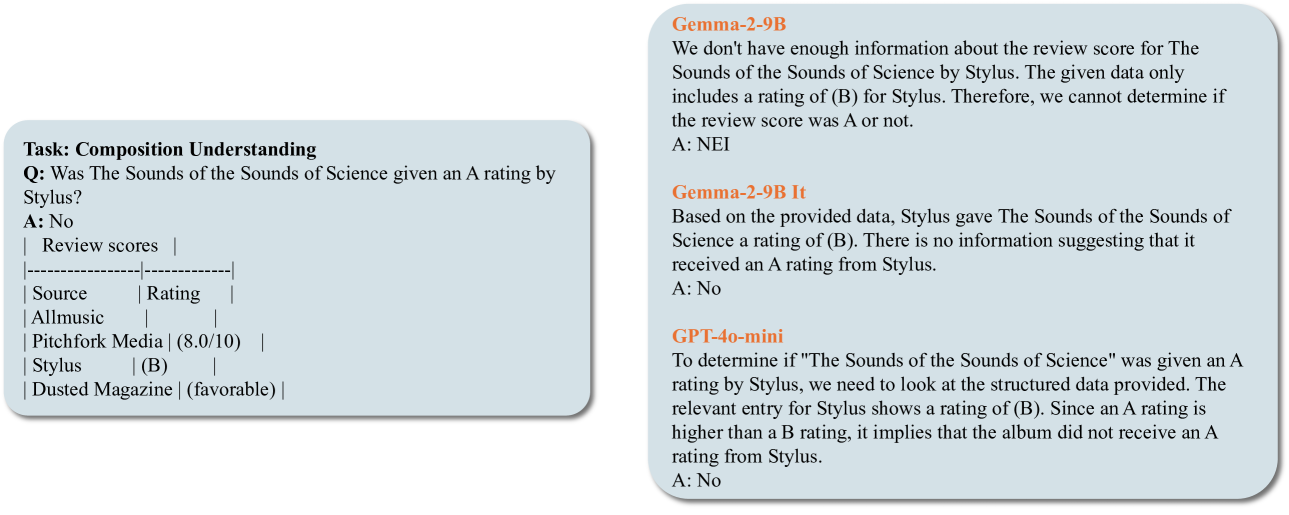 Task: Composition Understanding
Q: Was The Sounds of the Sounds of Science given an A rating by
Stylus?
A: No
|   Review scores   |
|-----------------|-------------|
| Source          | Rating      |
| Allmusic        |             |
| Pitchfork Media | (8.0/10)    |
| Stylus          | (B)         |
| Dusted Magazine | (favorable) |
Gemma-2-9B
We don't have enough information about the review score for The
Sounds of the Sounds of Science by Stylus. The given data only
includes a rating of (B) for Stylus. Therefore, we cannot determine if
the review score was A or not.
A: NEI
Gemma-2-9B It
Based on the provided data, Stylus gave The Sounds of the Sounds of
Science a rating of (B). There is no information suggesting that it
received an A rating from Stylus.
A: No
GPT-4o-mini
To determine if "The Sounds of the Sounds of Science" was given an A
rating by Stylus, we need to look at the structured data provided. The
relevant entry for Stylus shows a rating of (B). Since an A rating is
higher than a B rating, it implies that the album did not receive an A
rating from Stylus.
A: No